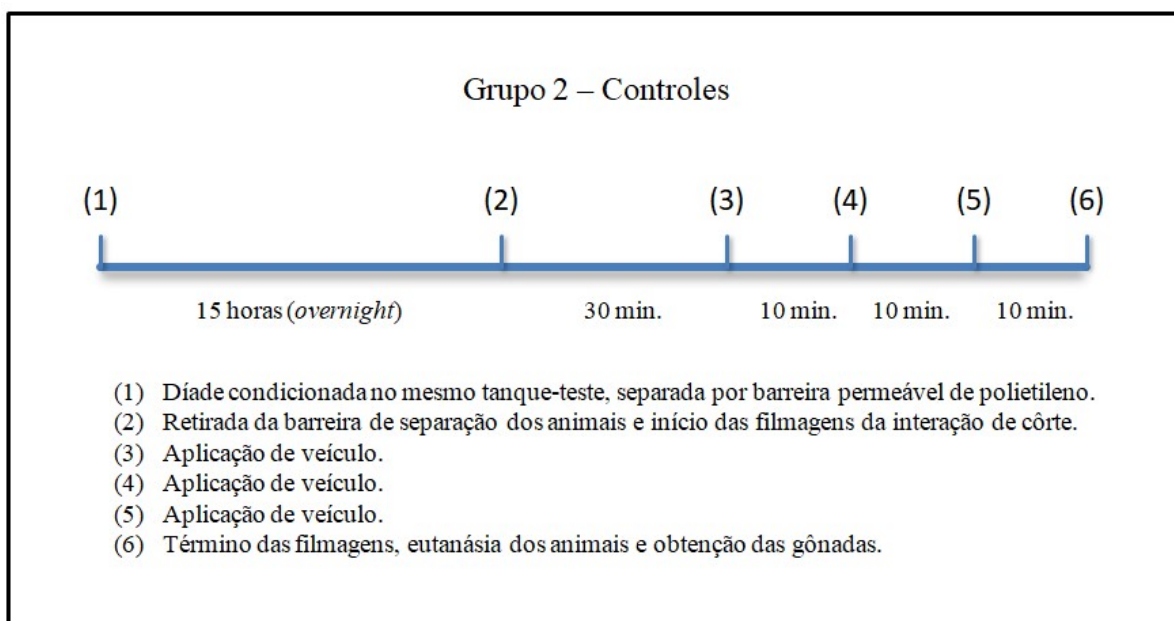 Grupo 2 – Controles
(1) (2) (3) (4) (5) (6)
15 horas (overnight) 30 min. 10 min. 10 min. 10 min.
(1) Díade condicionada no mesmo tanque-teste, separada por barreira permeável de polietileno.
(2) Retirada da barreira de separação dos animais e início das filmagens da interação de côrte.
(3) Aplicação de veículo.
(4) Aplicação de veículo.
(5) Aplicação de veículo.
(6) Término das filmagens, eutanásia dos animais e obtenção das gônadas.